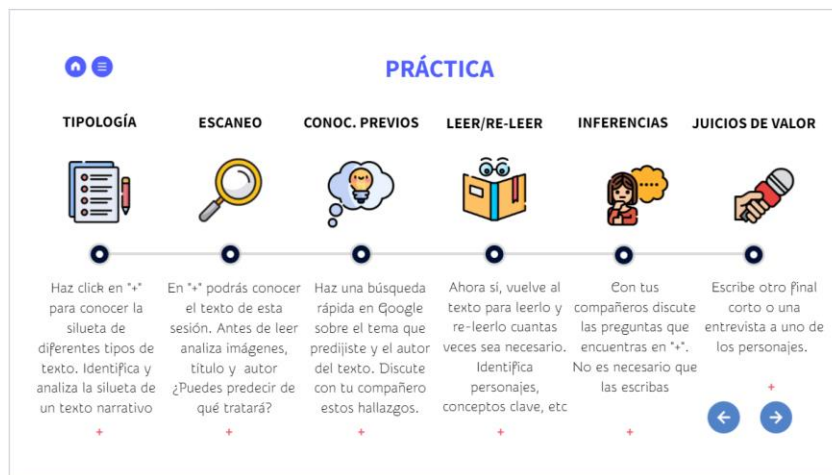 PRÁCTICA
TIPOLOGÍA
Haz click en "+"
para conocer la
silueta de
diferentes tipos de
texto. Identifica y
analiza la silueta de
un texto narrativo
+
ESCANEO
En "+" podrás conocer
el texto de esta
sesión. Antes de leer
analiza imágenes,
titulo y autor
¿Puedes predecir de
qué tratará?
+
CONOC. PREVIOS
Haz una búsqueda
rápida en Google
sobre el tema que
predijiste y el autor
del texto. Discute
con tu compañero
estos hallazgos.
+
LEER/RE-LEER
Ahora si, vuelve al
texto para leerlo y
re-leerlo cuantas
veces sea necesario.
Identifica
personajes,
conceptos clave, etc
+
INFERENCIAS
Con tus
compañeros discute
las preguntas que
encuentras en "+".
No es necesario que
las escribas
+
JUICIOS DE VALOR
Escribe otro final
corto o una
entrevista a uno de
los personajes.
+